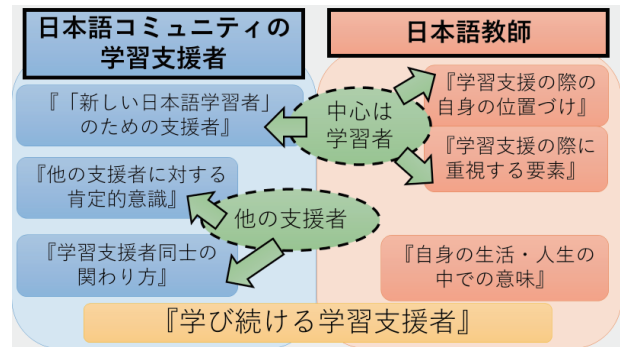 日本語コミュニティの
学習支援者
日本語教師
『「新しい日本語学習者」
のための支援者』
中心は
学習者
『学習支援の際の
自身の位置づけ』
『学習支援の際に
重視する要素』
『他の支援者に対する
肯定的意識』
他の支援者
『学習支援者同士の
関わり方』
『自身の生活・人生の
中での意味』
『学び続ける学習支援者』